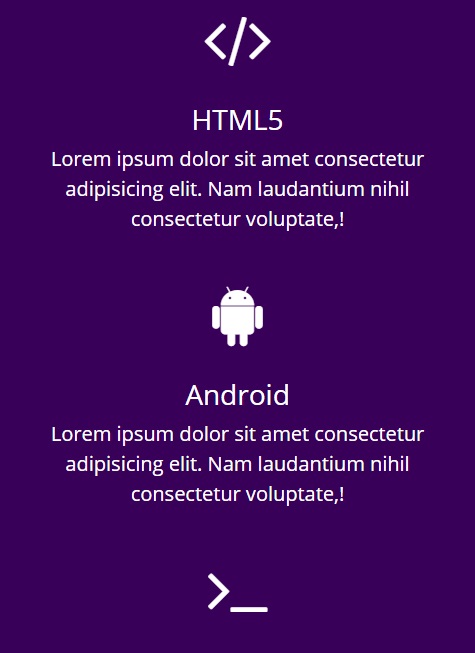 HTML5
Lorem ipsum dolor sit amet consectetur
adipisicing elit. Nam laudantium nihil
consectetur voluptate,!
Android
Lorem ipsum dolor sit amet consectetur
adipisicing elit. Nam laudantium nihil
consectetur voluptate,!